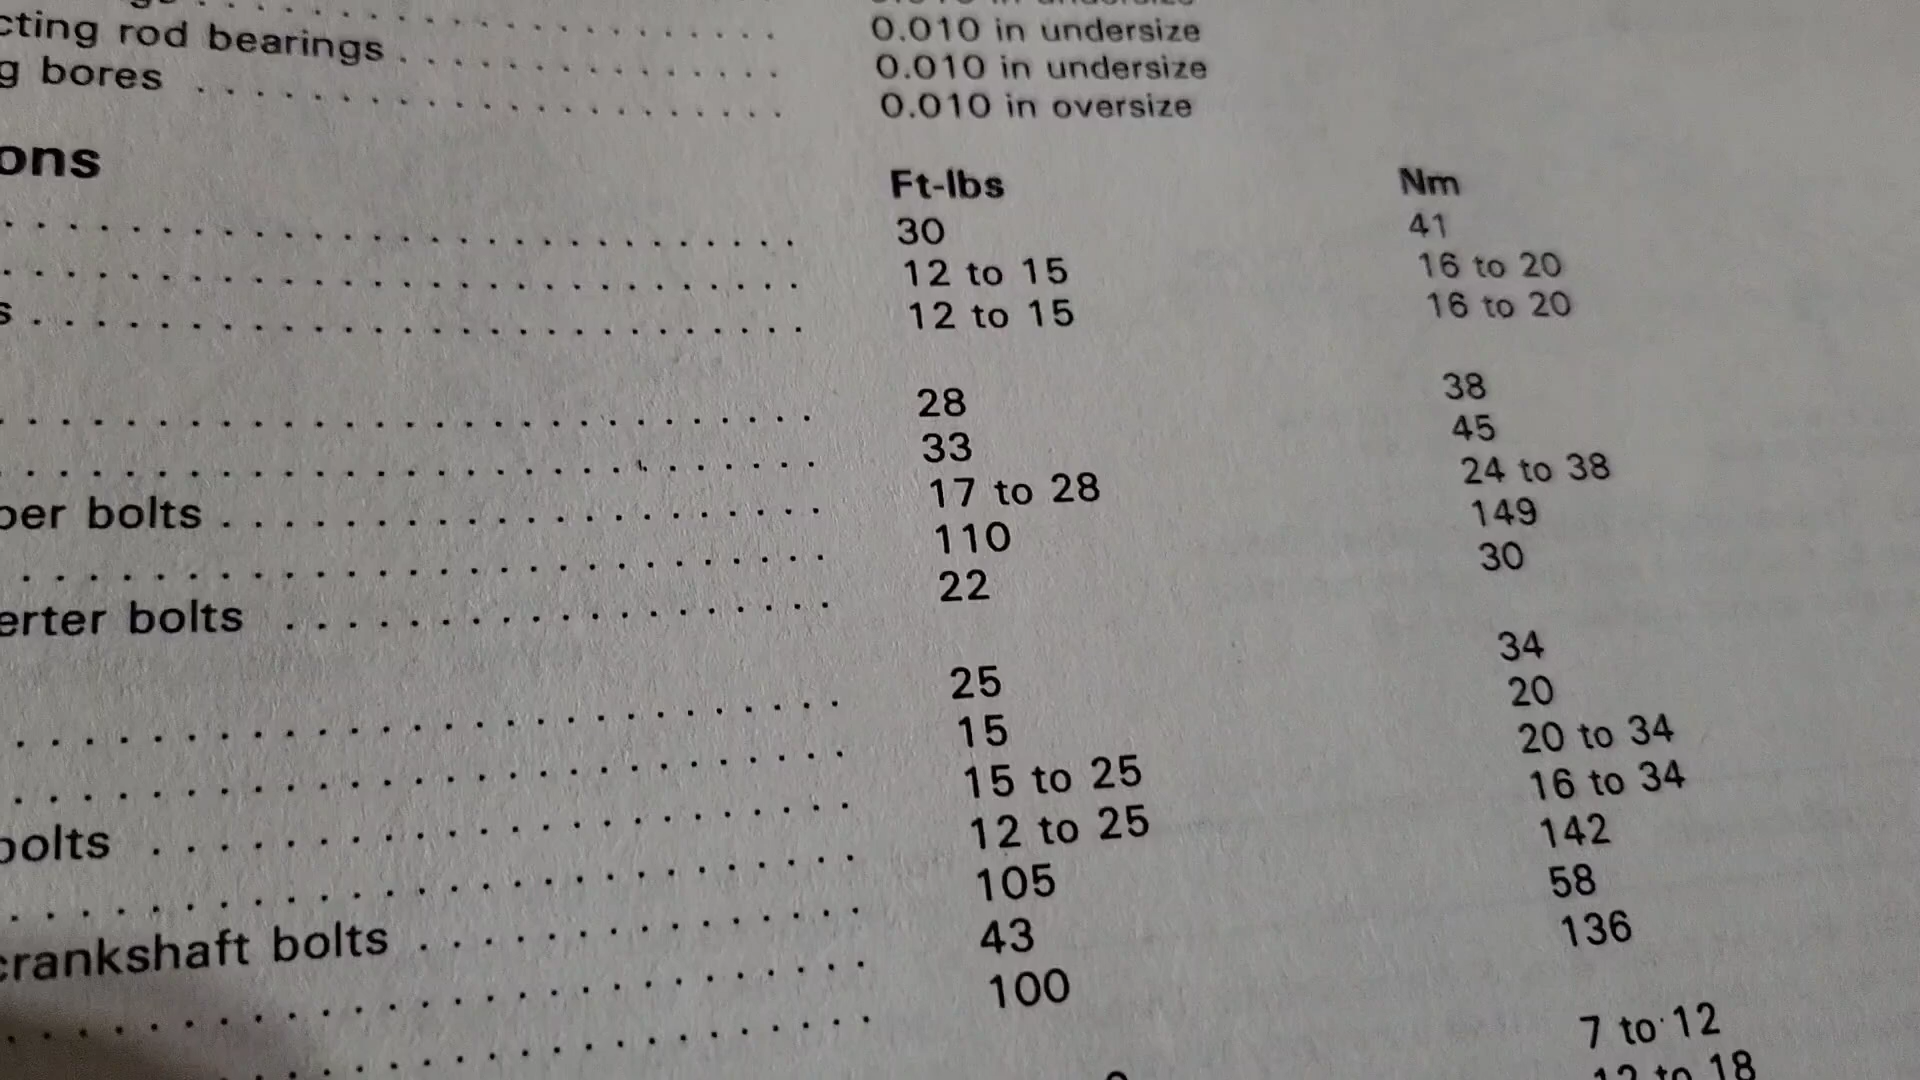 0.010 in undersize
cting rod bearings . . . . . . . . . . . . . . 0.010 in undersize
g bores . . . . . . . . . . . . . . . . . . . . . 0.010 in oversize
ons Ft-lbs Nm
. . . . . . . . . . . . . . . . . . . . . . . . . . . 30 41
. . . . . . . . . . . . . . . . . . . . . . . . . . . 12 to 15 16 to 20
s . . . . . . . . . . . . . . . . . . . . . . . . . . 12 to 15 16 to 20
. . . . . . . . . . . . . . . . . . . . . . . . . . . 28 38
. . . . . . . . . . . . . . . . . . . . . . . . . . . 33 45
per bolts . . . . . . . . . . . . . . . . . . . . 17 to 28 24 to 38
. . . . . . . . . . . . . . . . . . . . . . . . . . . 110 149
erter bolts . . . . . . . . . . . . . . . . . . 22 30
. . . . . . . . . . . . . . . . . . . . . . . . . . . 25 34
. . . . . . . . . . . . . . . . . . . . . . . . . . . 15 20
bolts . . . . . . . . . . . . . . . . . . . . . . . 15 to 25 20 to 34
. . . . . . . . . . . . . . . . . . . . . . . . . . . 12 to 25 16 to 34
crankshaft bolts . . . . . . . . . . . . . . 105 142
. . . . . . . . . . . . . . . . . . . . . . . . . . . 43 58
. . . . . . . . . . . . . . . . . . . . . . . . . . . 100 136
7 to 12
12 to 18